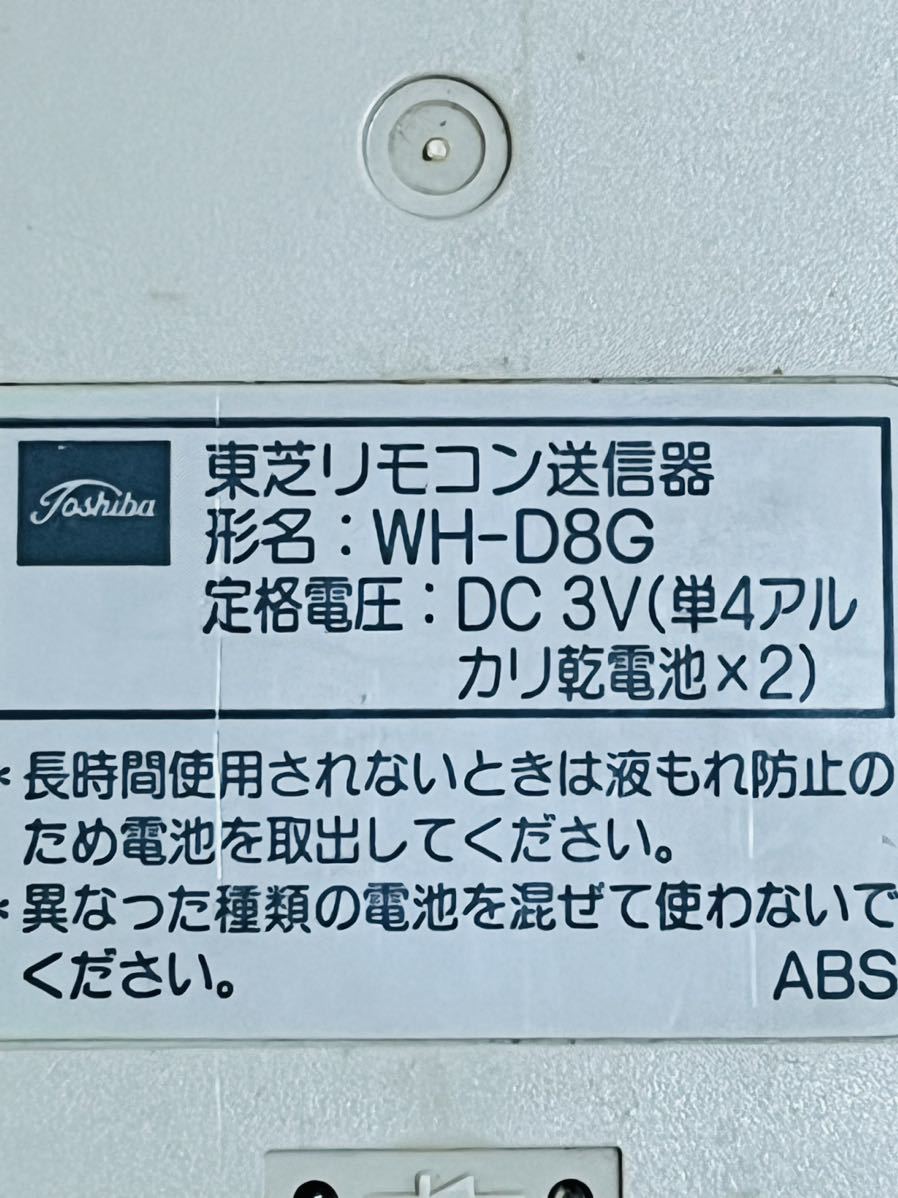 Toshiba
東芝リモコン送信器
形名：WH-D8G
定格電圧：DC 3V(単4アル
カリ乾電池×2)
*長時間使用されないときは液もれ防止の
ため電池を取出してください。
*異なった種類の電池を混ぜて使わないで
ください。 ABS